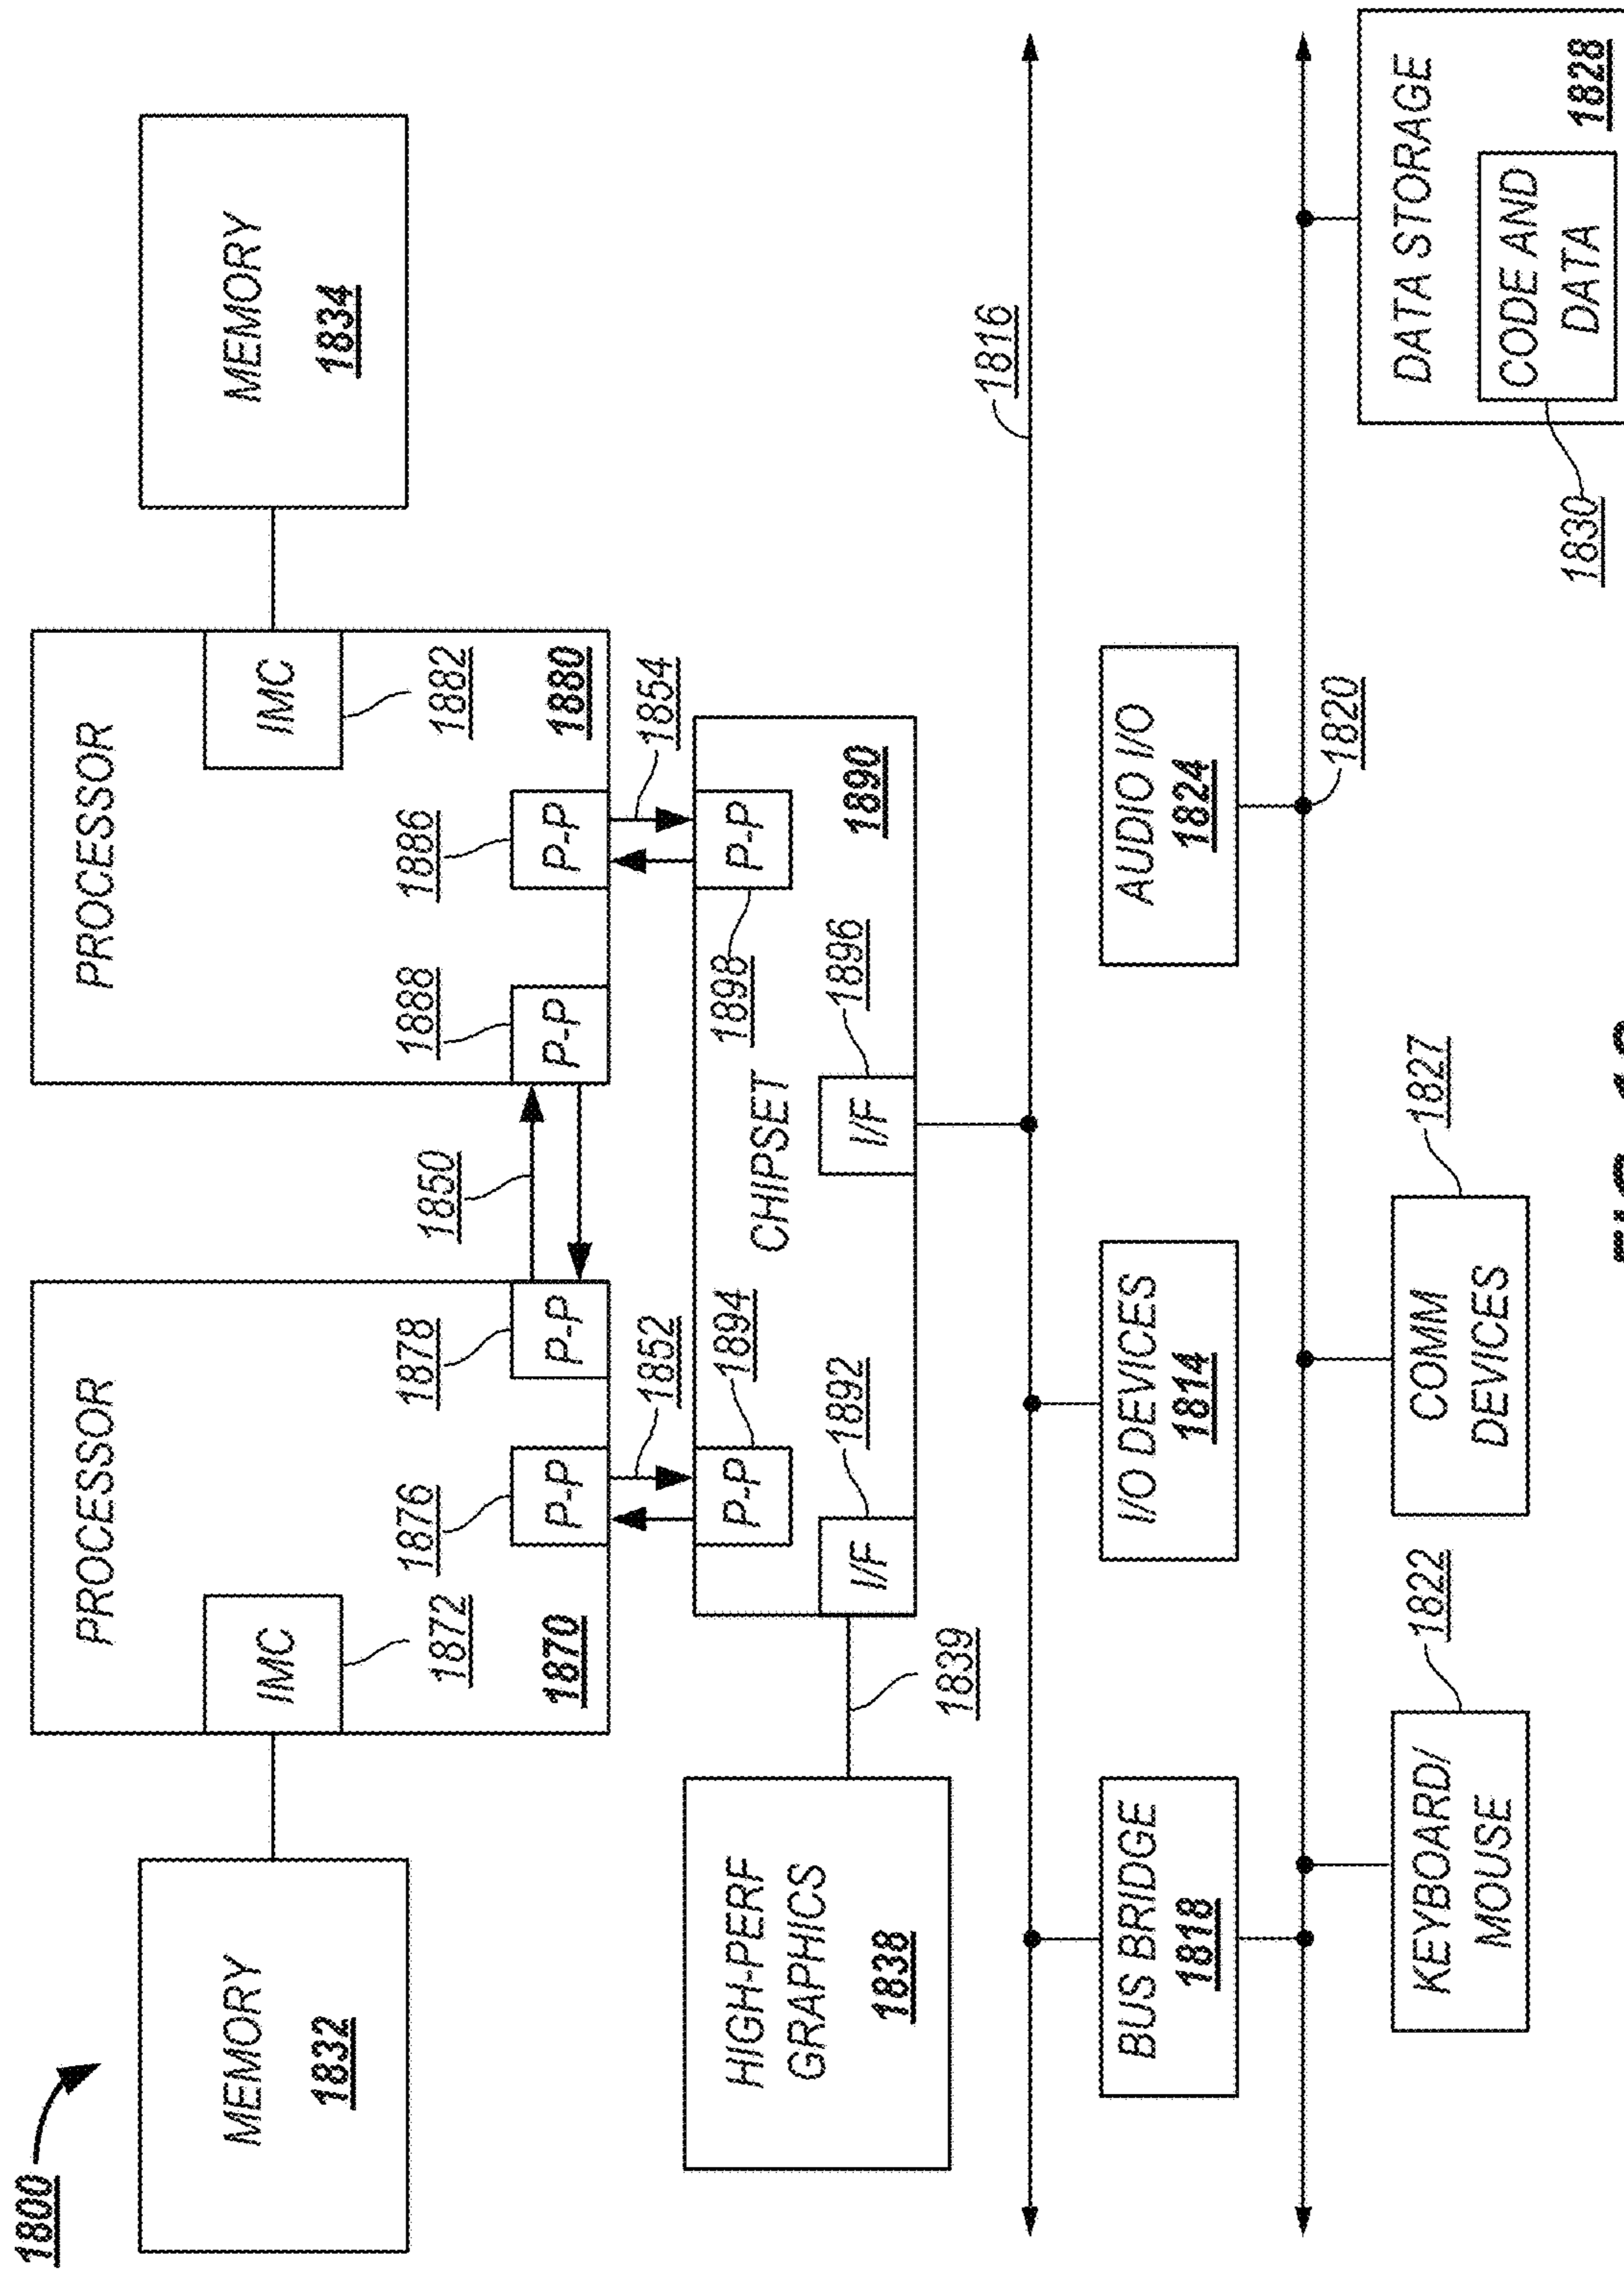 1800
MEMORY
1832
PROCESSOR
IMC
1872
1870
1876
P-P
1878
P-P
1850
PROCESSOR
1888
P-P
1886
P-P
IMC
1882
1880
MEMORY
1834
1852
1854
HIGH-PERF
GRAPHICS
1838
1839
P-P
1894
I/F
1892
CHIPSET
1898
P-P
I/F
1896
1890
1816
BUS BRIDGE
1818
I/O DEVICES
1814
AUDIO I/O
1824
1820
KEYBOARD/
MOUSE
1822
COMM
DEVICES
1827
DATA STORAGE
CODE AND
DATA
1828
1830